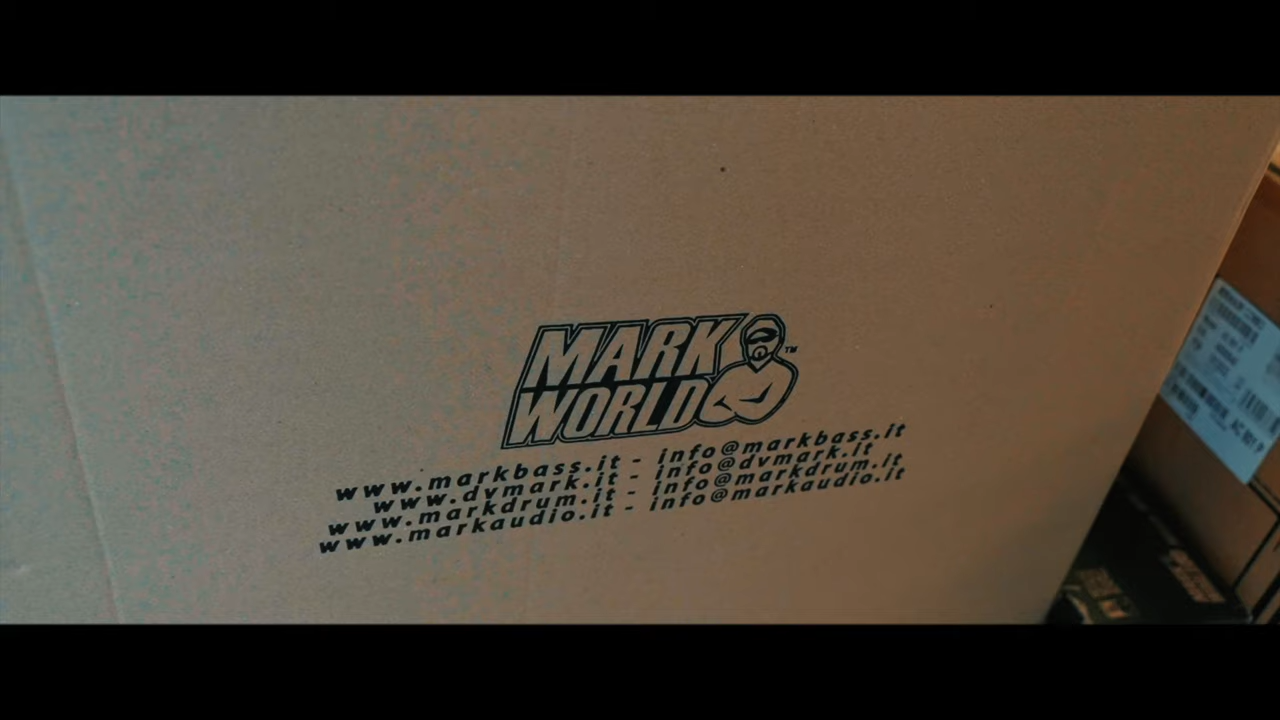 MARK
WORLD™
www.markbass.it - info@markbass.it
www.dvmark.it - info@dvmark.it
www.markdrum.it - info@markdrum.it
www.markaudio.it - info@markaudio.it